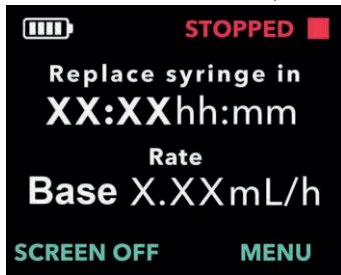 STOPPED
Replace syringe in
XX:XXhh:mm
Rate
Base X.XXmL/h
SCREEN OFF MENU